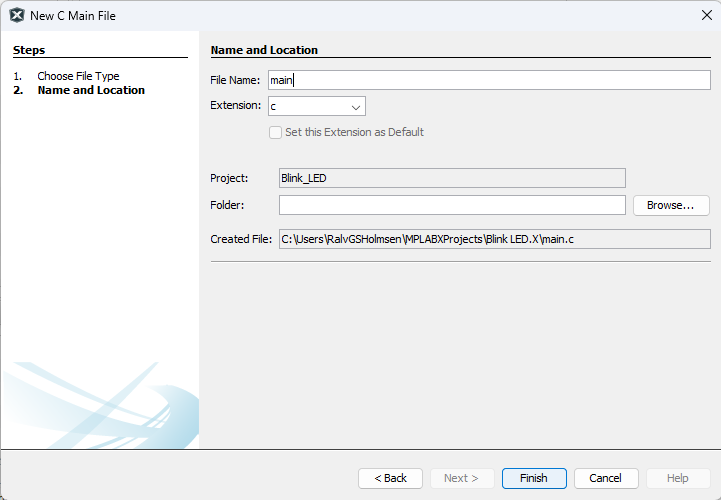 New C Main File
Steps
1. Choose File Type
2. Name and Location
Name and Location
File Name: main
Extension: c
Set this Extension as Default
Project: Blink_LED
Folder: Browse...
Created File: C:\Users\RalvGSHolmsen\MPLABXProjects\Blink LED.X\main.c
< Back Next > Finish Cancel Help